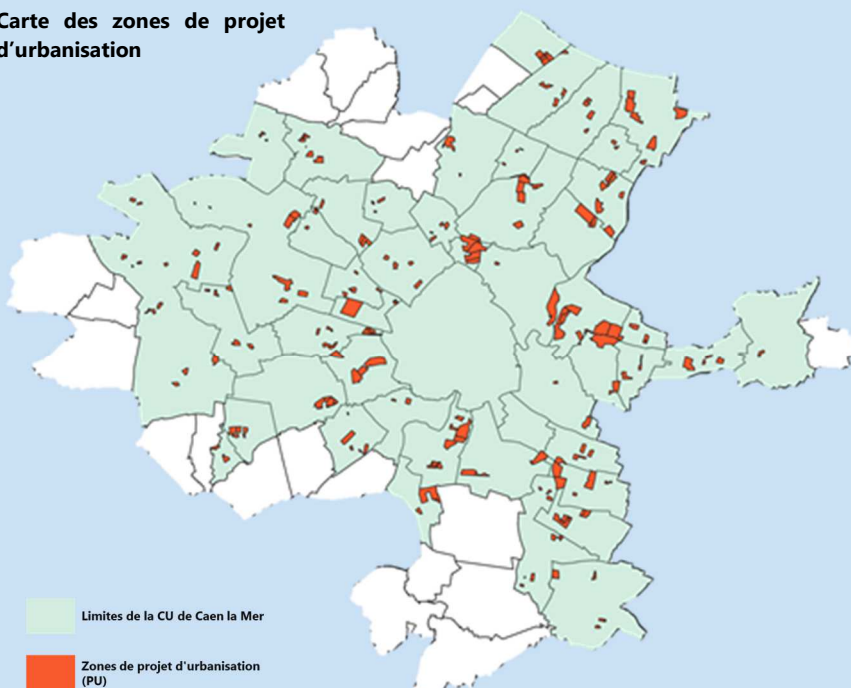 Carte des zones de projet
d'urbanisation
Limites de la CU de Caen la Mer
Zones de projet d'urbanisation
(PU)